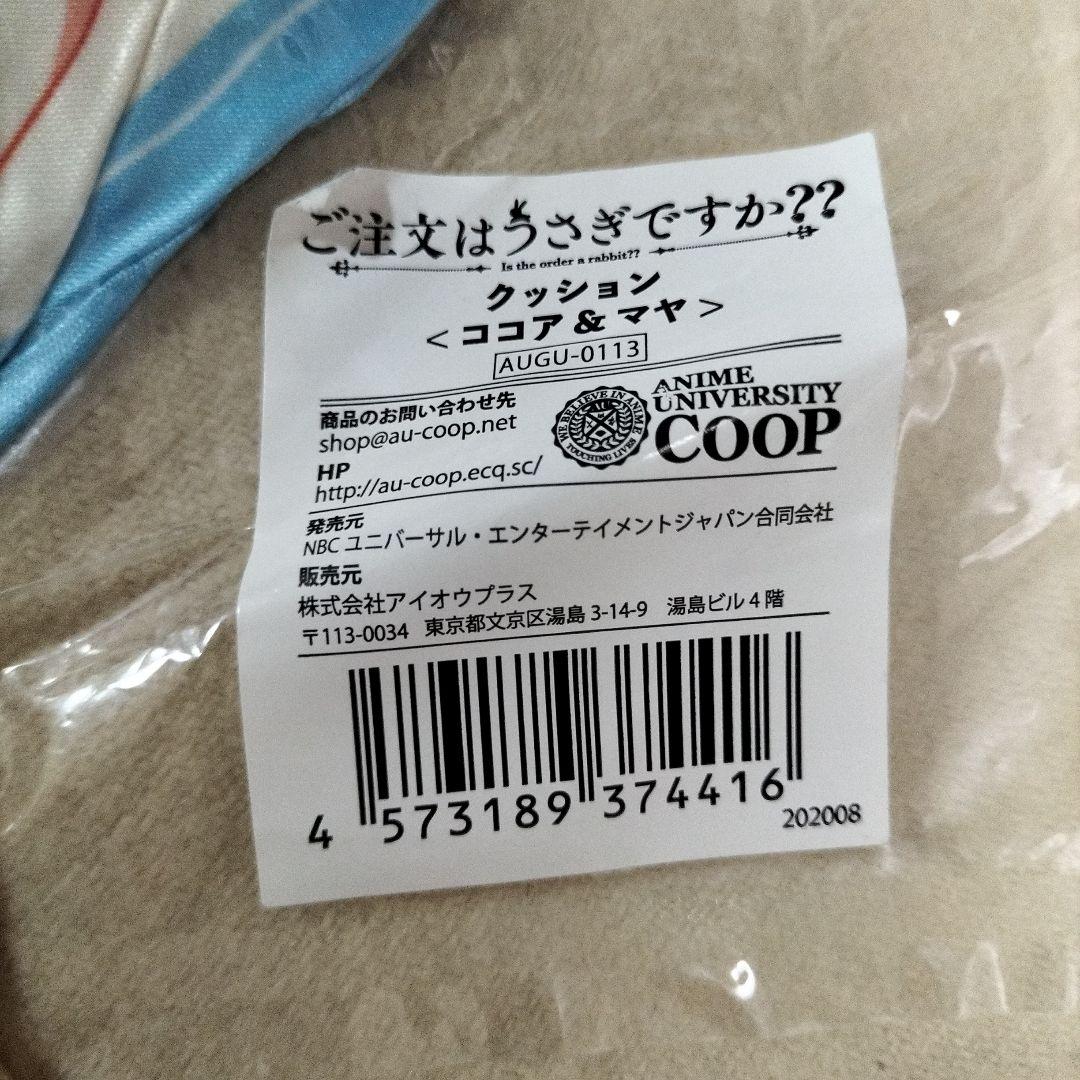 ご注文はうさぎですか??
Is the order a rabbit??
クッション
<ココア&マヤ>
AUGU-0113
商品のお問い合わせ先
shop@au-coop.net
HP
http://au-coop.ecq.sc/
WE BELIEVE IN ANIME
TOUCHING LIVES
ANIME
UNIVERSITY
COOP
発売元
NBCユニバーサル・エンターテイメントジャパン合同会社
販売元
株式会社アイオウプラス
〒113-0034 東京都文京区湯島3-14-9 湯島ビル4階
4 573189 374416
202008